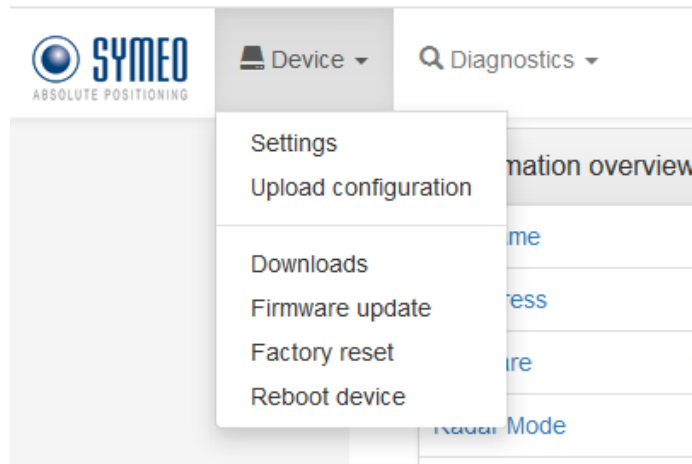 SYMEO
ABSOLUTE POSITIONING
Device
Diagnostics
Settings
Upload configuration
Downloads
Firmware update
Factory reset
Reboot device
mation overview
me
ress
are
Radar Mode